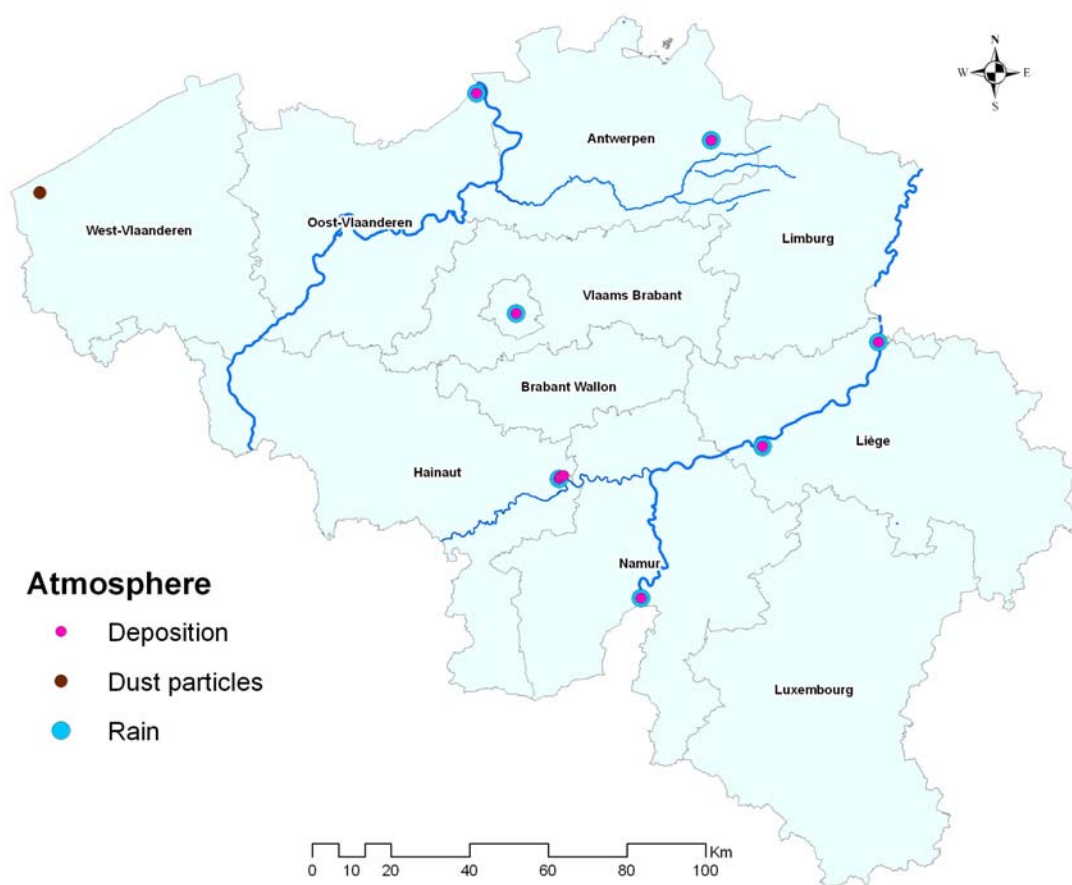 N
W E
S
Antwerpen
West-Vlaanderen
Oost-Vlaanderen
Limburg
Vlaams Brabant
Brabant Wallon
Liège
Hainaut
Namur
Luxembourg
Atmosphere
Deposition
Dust particles
Rain
Km
0 10 20 40 60 80 100